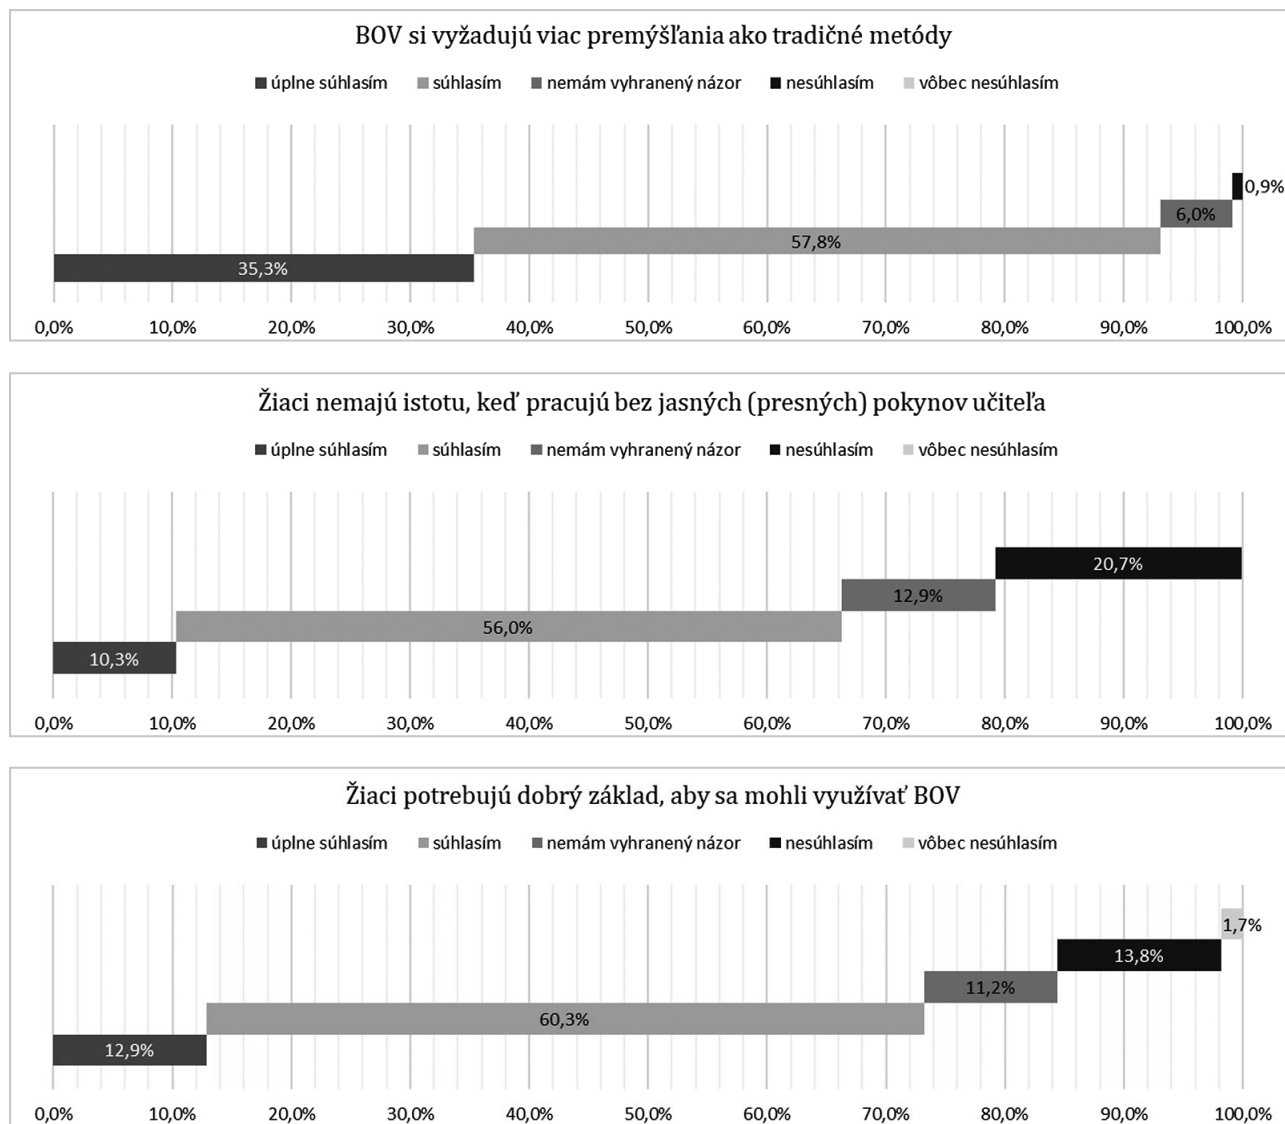 BOV si vyžadujú viac premýšľania ako tradičné metódy
úplne súhlasím súhlasím nemám vyhranený názor nesúhlasím vôbec nesúhlasím
0,9%
6,0%
57,8%
35,3%
0,0% 10,0% 20,0% 30,0% 40,0% 50,0% 60,0% 70,0% 80,0% 90,0% 100,0%
Žiaci nemajú istotu, keď pracujú bez jasných (presných) pokynov učiteľa
úplne súhlasím súhlasím nemám vyhranený názor nesúhlasím vôbec nesúhlasím
20,7%
12,9%
56,0%
10,3%
0,0% 10,0% 20,0% 30,0% 40,0% 50,0% 60,0% 70,0% 80,0% 90,0% 100,0%
Žiaci potrebujú dobrý základ, aby sa mohli využívať BOV
úplne súhlasím súhlasím nemám vyhranený názor nesúhlasím vôbec nesúhlasím
1,7%
13,8%
11,2%
60,3%
12,9%
0,0% 10,0% 20,0% 30,0% 40,0% 50,0% 60,0% 70,0% 80,0% 90,0% 100,0%